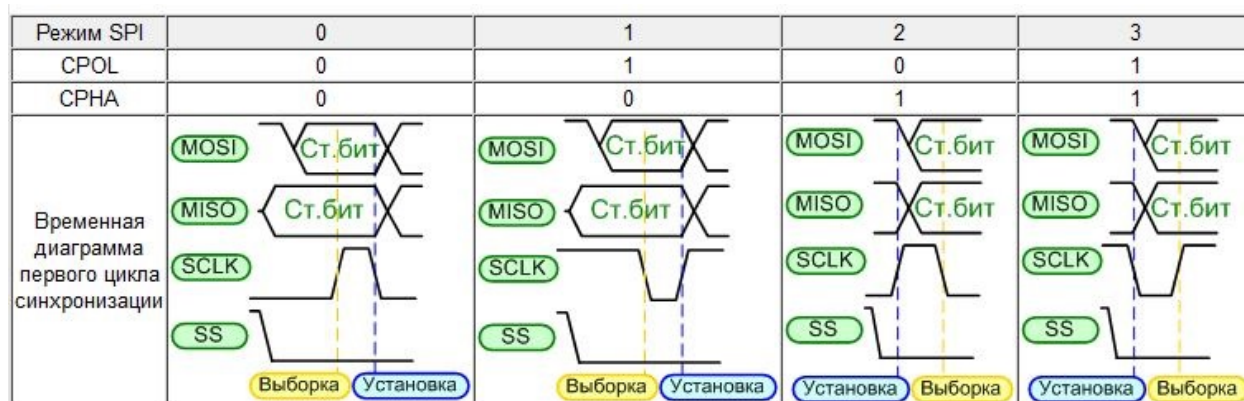 Режим SPI 0 1 2 3
CPOL 0 1 0 1
CPHA 0 0 1 1
Временная
диаграмма
первого цикла
синхронизации
MOSI Ст.бит
MISO Ст.бит
SCLK
SS
Выборка Установка
MOSI Ст.бит
MISO Ст.бит
SCLK
SS
Выборка Установка
MOSI Ст.бит
MISO Ст.бит
SCLK
SS
Установка Выборка
MOSI Ст.бит
MISO Ст.бит
SCLK
SS
Установка Выборка